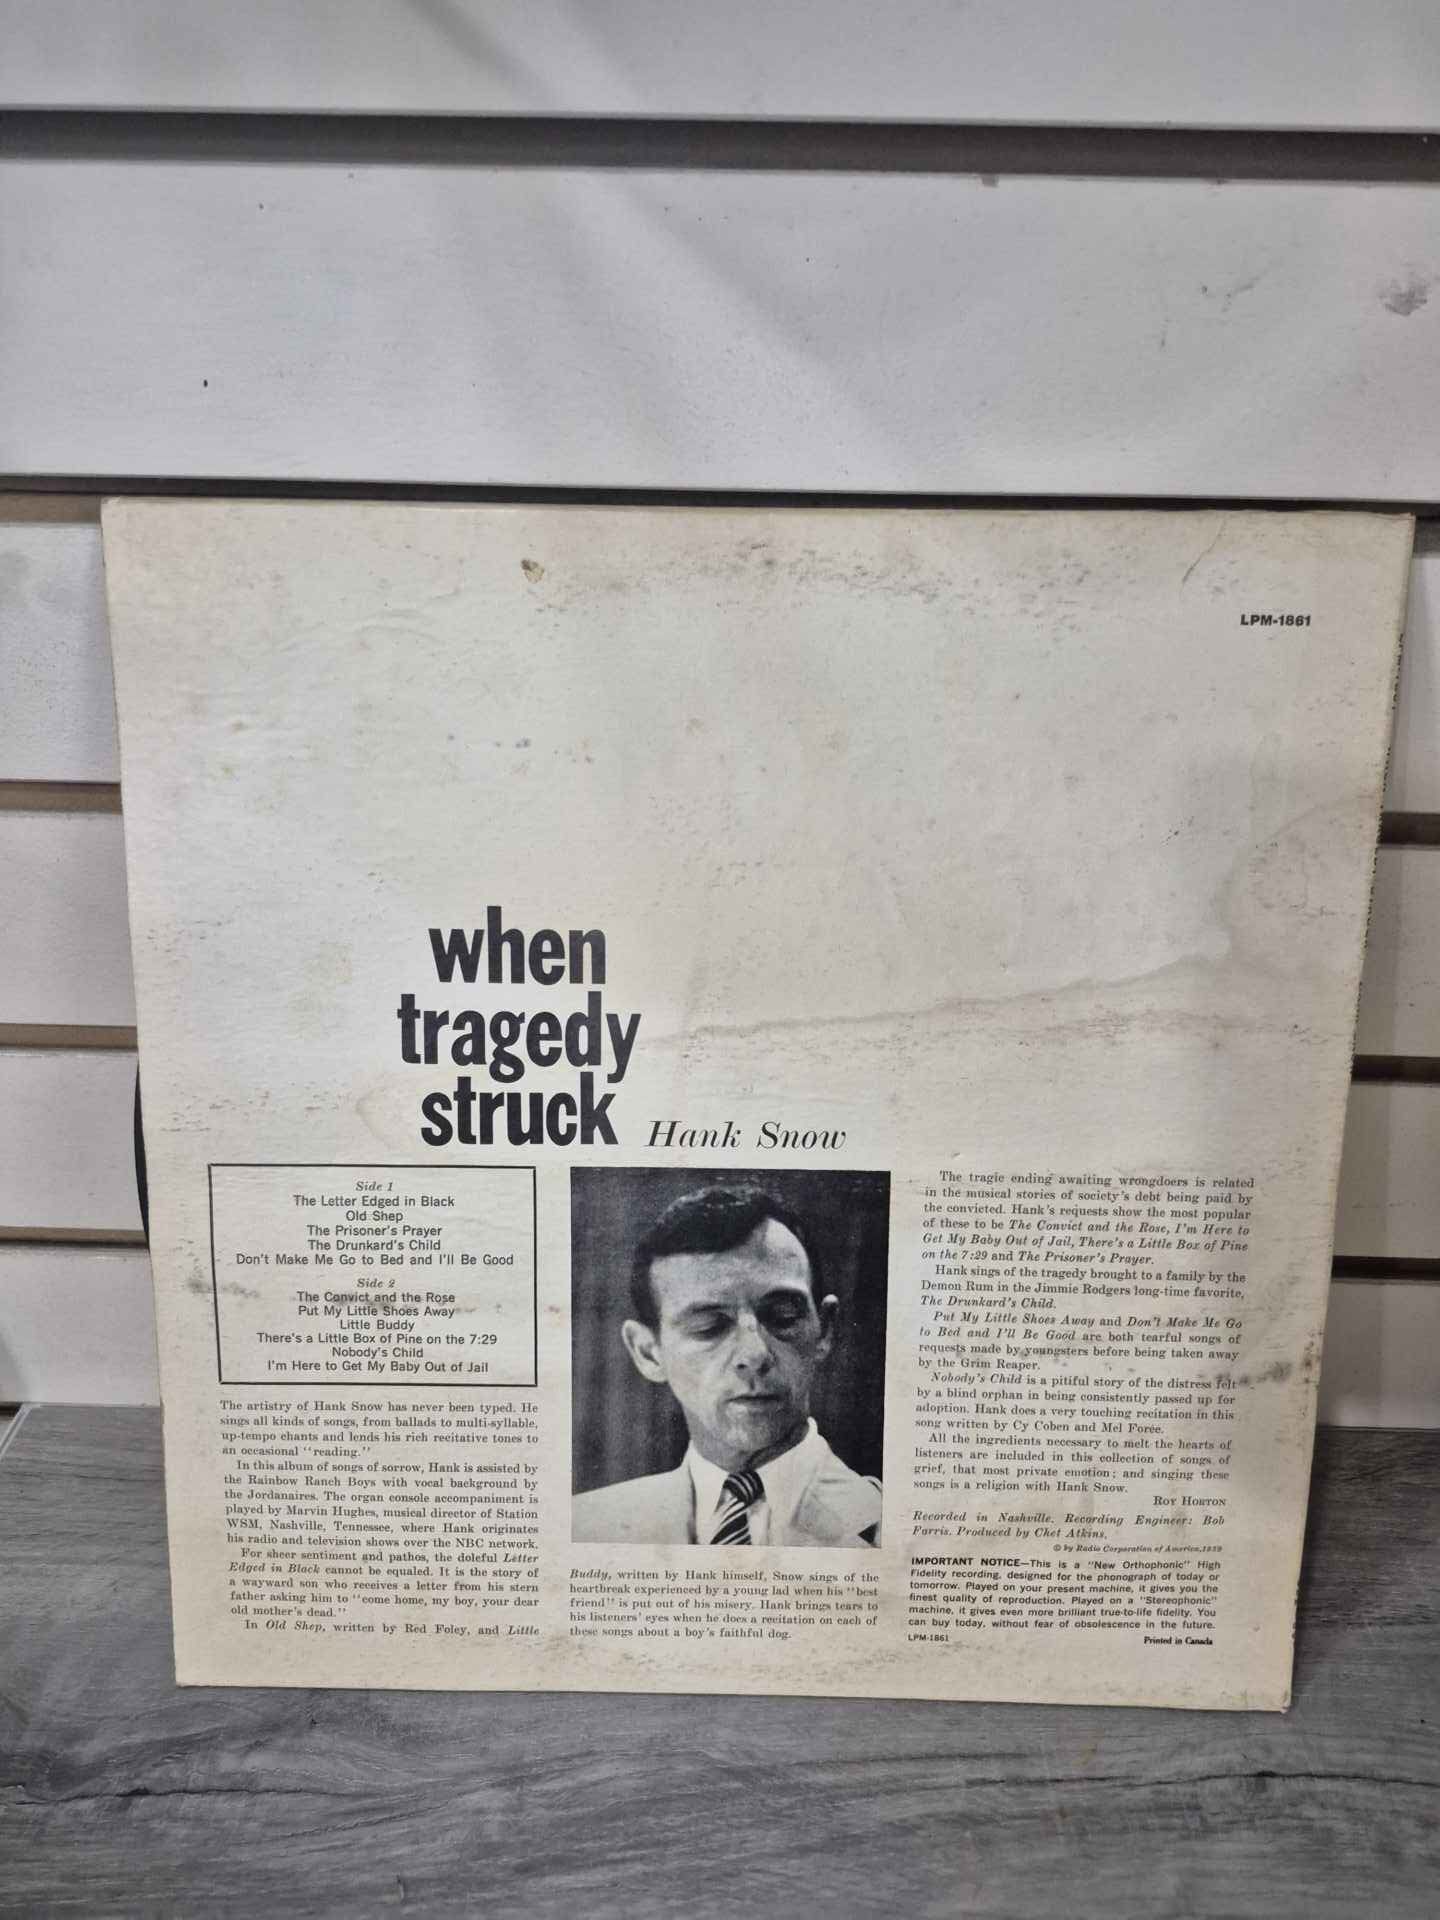 LPM-1861
when
tragedy
struck
Hank Snow
Side 1
The Letter Edged in Black
Old Shep
The Prisoner's Prayer
The Drunkard's Child
Don't Make Me Go to Bed and I'll Be Good
Side 2
The Convict and the Rose
Put My Little Shoes Away
Little Buddy
There's a Little Box of Pine on the 7:29
Nobody's Child
I'm Here to Get My Baby Out of Jail
The artistry of Hank Snow has never been typed. He
sings all kinds of songs, from ballads to multi-syllable,
up-tempo chants and lends his rich recitative tones to
an occasional "reading."
In this album of songs of sorrow, Hank is assisted by
the Rainbow Ranch Boys with vocal background by
the Jordanaires. The organ console accompaniment is
played by Marvin Hughes, musical director of Station
WSM, Nashville, Tennessee, where Hank originates
his radio and television shows over the NBC network.
For sheer sentiment and pathos, the doleful Letter
Edged in Black cannot be equaled. It is the story of
a wayward son who receives a letter from his stern
father asking him to "come home, my boy, your dear
old mother's dead."
In Old Shep, written by Red Foley, and Little
Buddy, written by Hank himself, Snow sings of the
heartbreak experienced by a young lad when his "best
friend" is put out of his misery. Hank brings tears to
his listeners' eyes when he does a recitation on each of
these songs about a boy's faithful dog.
The tragic ending awaiting wrongdoers is related
in the musical stories of society's debt being paid by
the convicted. Hank's requests show the most popular
of these to be The Convict and the Rose, I'm Here to
Get My Baby Out of Jail, There's a Little Box of Pine
on the 7:29 and The Prisoner's Prayer.
Hank sings of the tragedy brought to a family by the
Demon Rum in the Jimmie Rodgers long-time favorite,
The Drunkard's Child.
Put My Little Shoes Away and Don't Make Me Go
to Bed and I'll Be Good are both tearful songs of
requests made by youngsters before being taken away
by the Grim Reaper.
Nobody's Child is a pitiful story of the distress felt
by a blind orphan in being consistently passed up for
adoption. Hank does a very touching recitation in this
song written by Cy Coben and Mel Foree.
All the ingredients necessary to melt the hearts of
listeners are included in this collection of songs of
grief, that most private emotion; and singing these
songs is a religion with Hank Snow.
ROY HORTON
Recorded in Nashville. Recording Engineer: Bob
Farris. Produced by Chet Atkins.
© by Radio Corporation of America, 1959
IMPORTANT NOTICE—This is a "New Orthophonic" High
Fidelity recording, designed for the phonograph of today or
tomorrow. Played on your present machine, it gives you the
finest quality of reproduction. Played on a "Stereophonic"
machine, it gives even more brilliant true-to-life fidelity. You
can buy today, without fear of obsolescence in the future.
LPM-1861 Printed in Canada